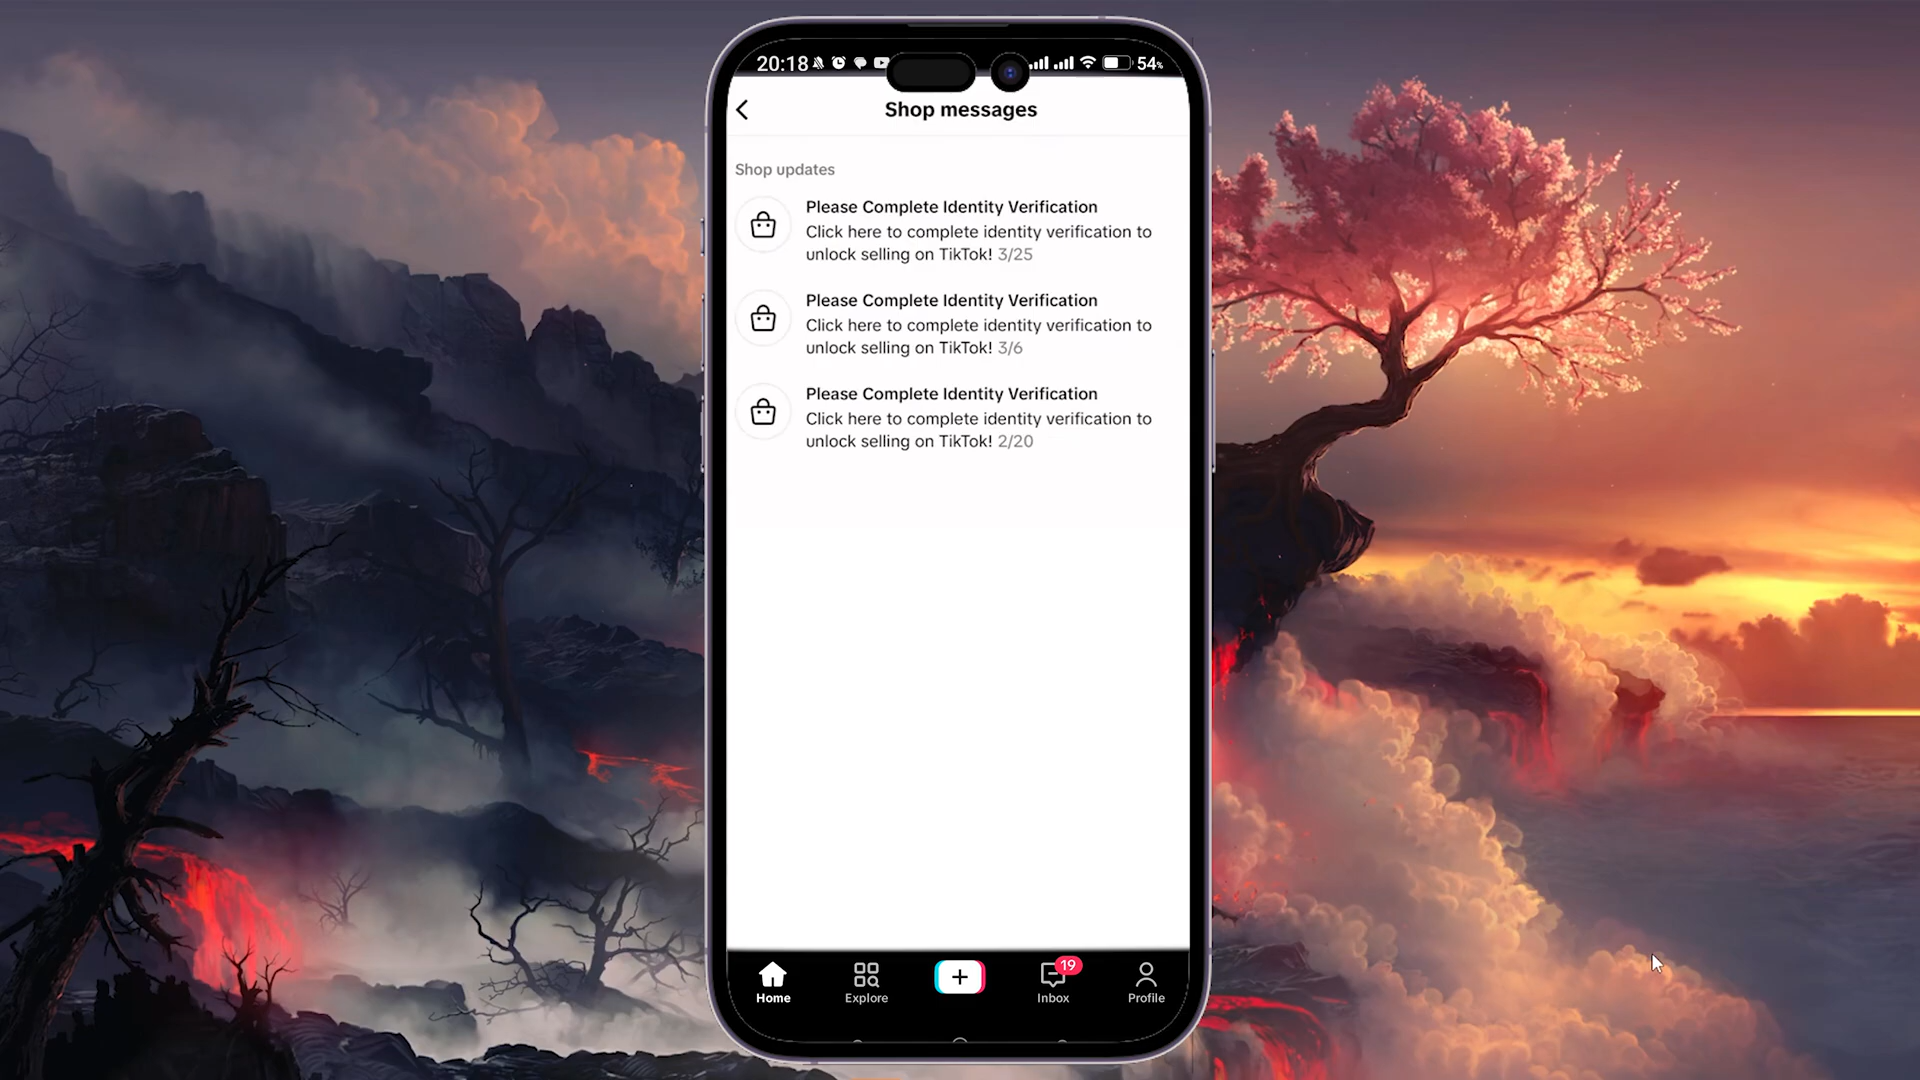 20:18
54%
Shop messages
Shop updates
Please Complete Identity Verification
Click here to complete identity verification to
unlock selling on TikTok! 3/25
Please Complete Identity Verification
Click here to complete identity verification to
unlock selling on TikTok! 3/6
Please Complete Identity Verification
Click here to complete identity verification to
unlock selling on TikTok! 2/20
19
Home
Explore
Inbox
Profile